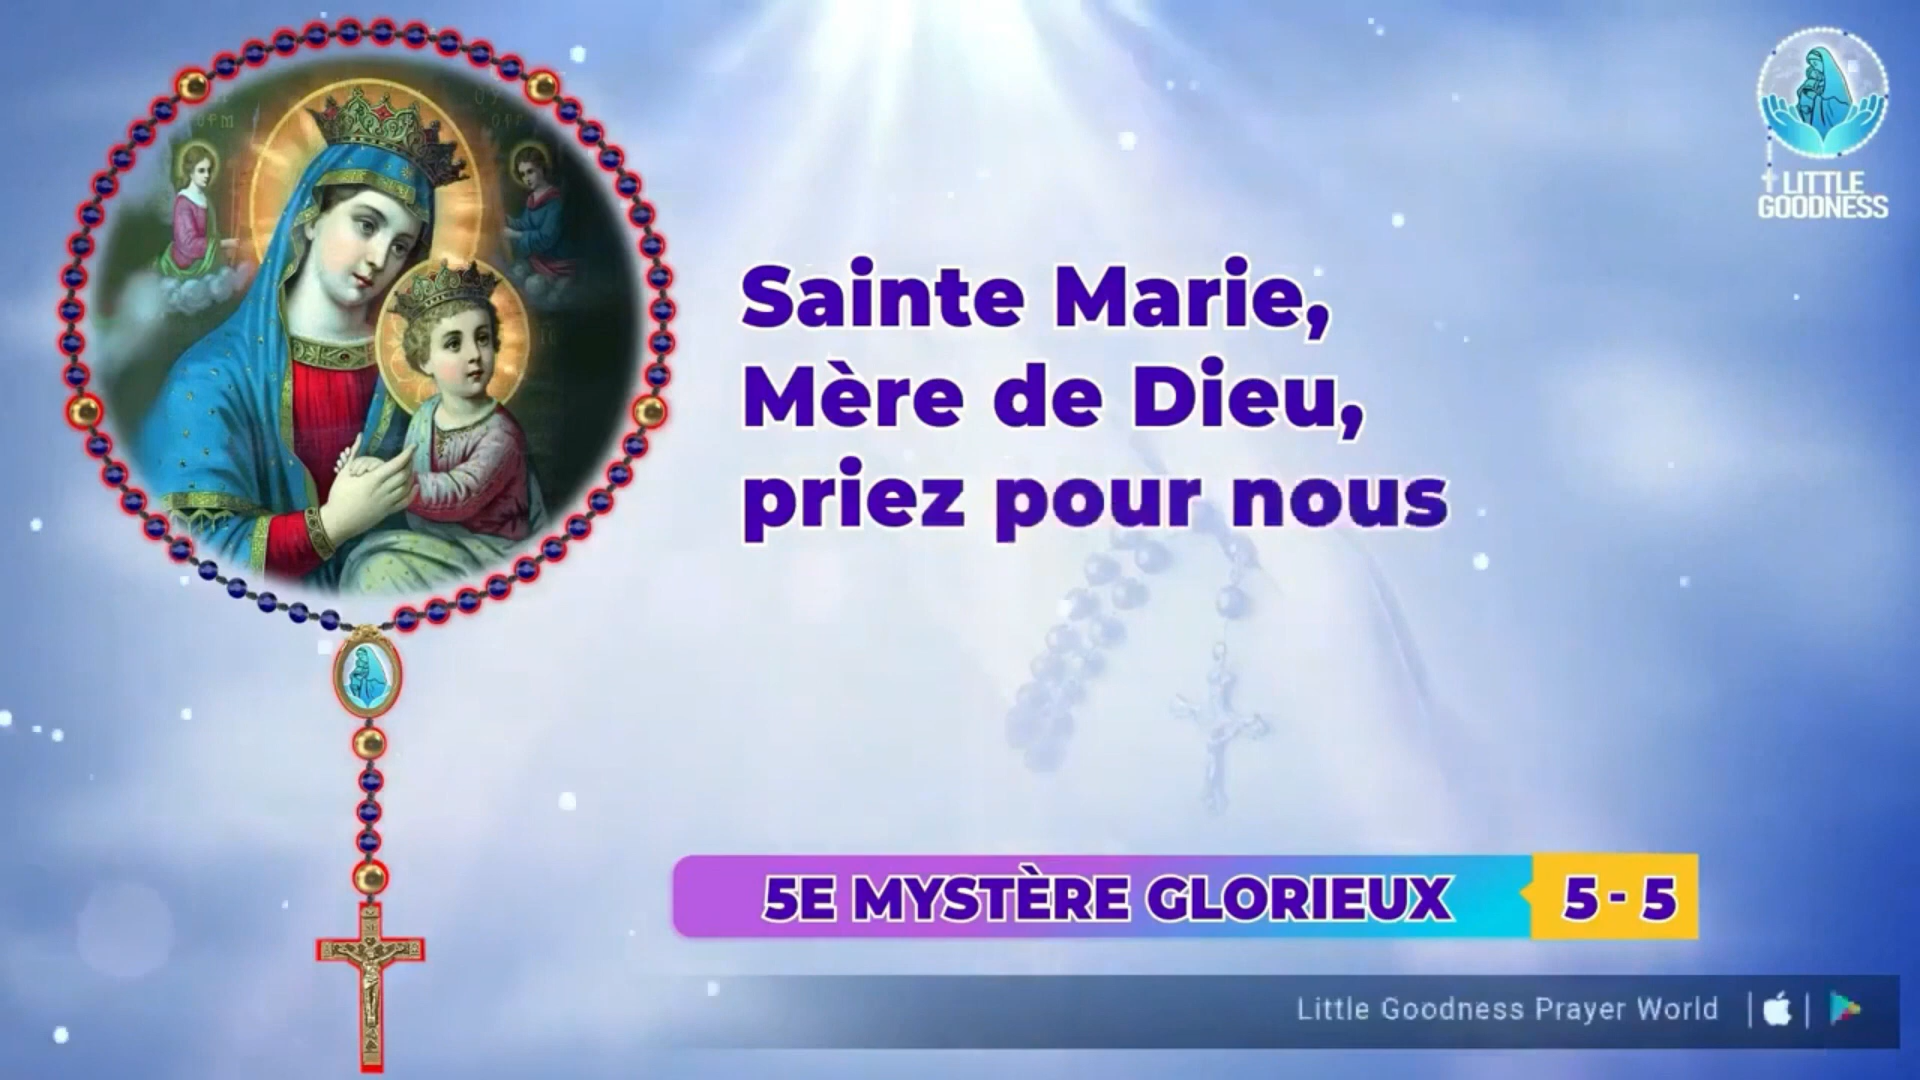 LITTLE
GOODNESS
Sainte Marie,
Mère de Dieu,
priez pour nous
5E MYSTÈRE GLORIEUX
5 - 5
Little Goodness Prayer World